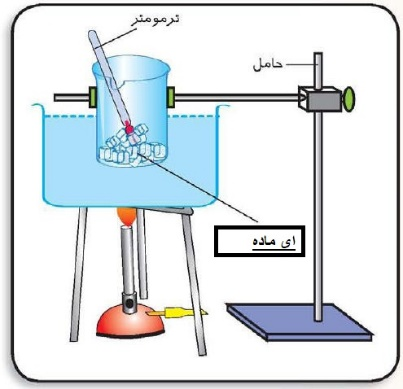 ترمومتر
حامل
اى ماده